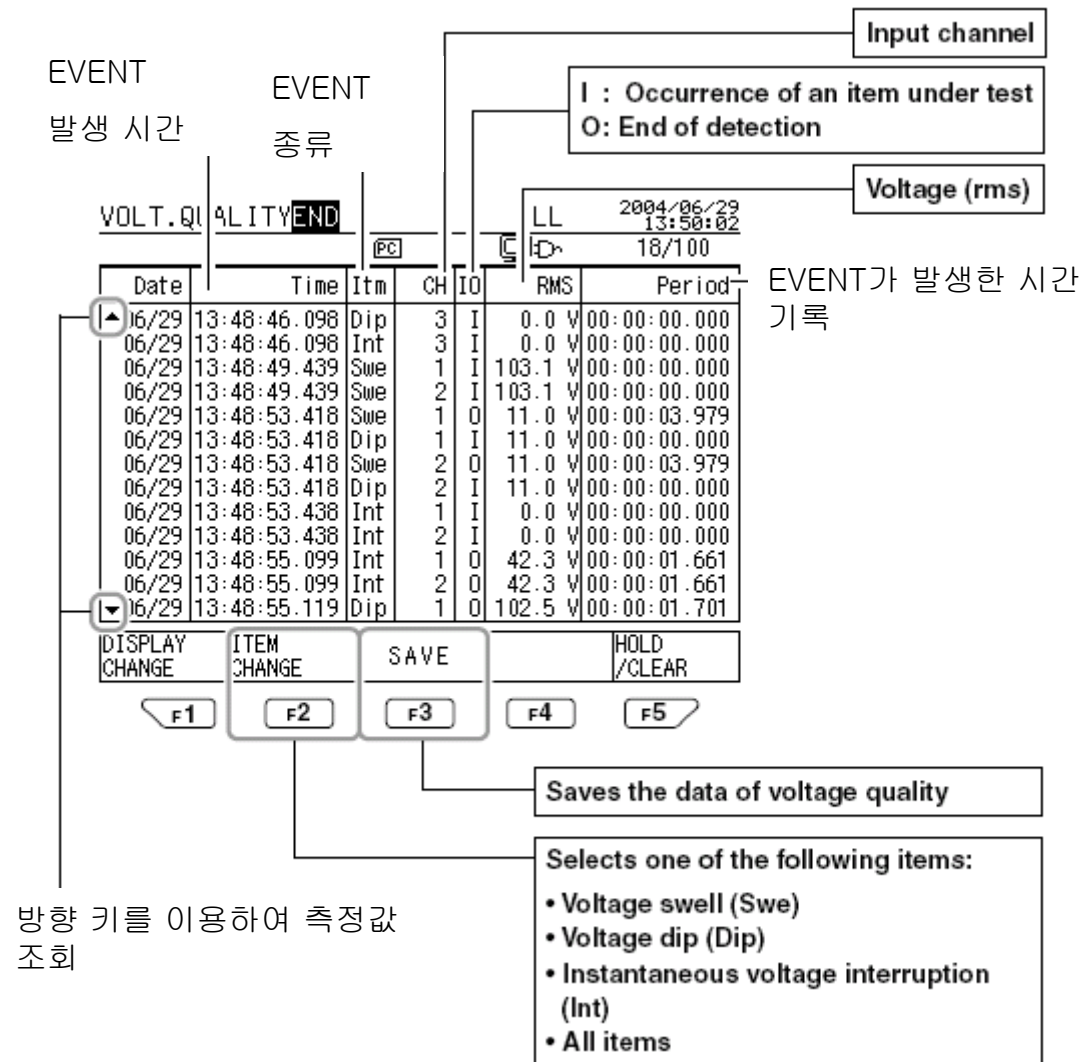 Input channel
EVENT
발생 시간
EVENT
종류
I : Occurrence of an item under test
O: End of detection
Voltage (rms)
VOLT.QUALITY END LL 2004/06/29
13:50:02
PC 18/100
Date Time Itm CH IO RMS Period
EVENT가 발생한 시간
기록
06/29 13:48:46.098 Dip 3 I 0.0 V 00:00:00.000
06/29 13:48:46.098 Int 3 I 0.0 V 00:00:00.000
06/29 13:48:49.439 Swe 1 I 103.1 V 00:00:00.000
06/29 13:48:49.439 Swe 2 I 103.1 V 00:00:00.000
06/29 13:48:53.418 Swe 1 O 11.0 V 00:00:03.979
06/29 13:48:53.418 Dip 1 I 11.0 V 00:00:00.000
06/29 13:48:53.418 Swe 2 O 11.0 V 00:00:03.979
06/29 13:48:53.418 Dip 2 I 11.0 V 00:00:00.000
06/29 13:48:53.438 Int 1 I 0.0 V 00:00:00.000
06/29 13:48:53.438 Int 2 I 0.0 V 00:00:00.000
06/29 13:48:55.099 Int 1 O 42.3 V 00:00:01.661
06/29 13:48:55.099 Int 2 O 42.3 V 00:00:01.661
06/29 13:48:55.119 Dip 1 O 102.5 V 00:00:01.701
DISPLAY
CHANGE
ITEM
CHANGE
SAVE
HOLD
/CLEAR
F1 F2 F3 F4 F5
Saves the data of voltage quality
Selects one of the following items:
• Voltage swell (Swe)
• Voltage dip (Dip)
• Instantaneous voltage interruption
(Int)
• All items
방향 키를 이용하여 측정값
조회